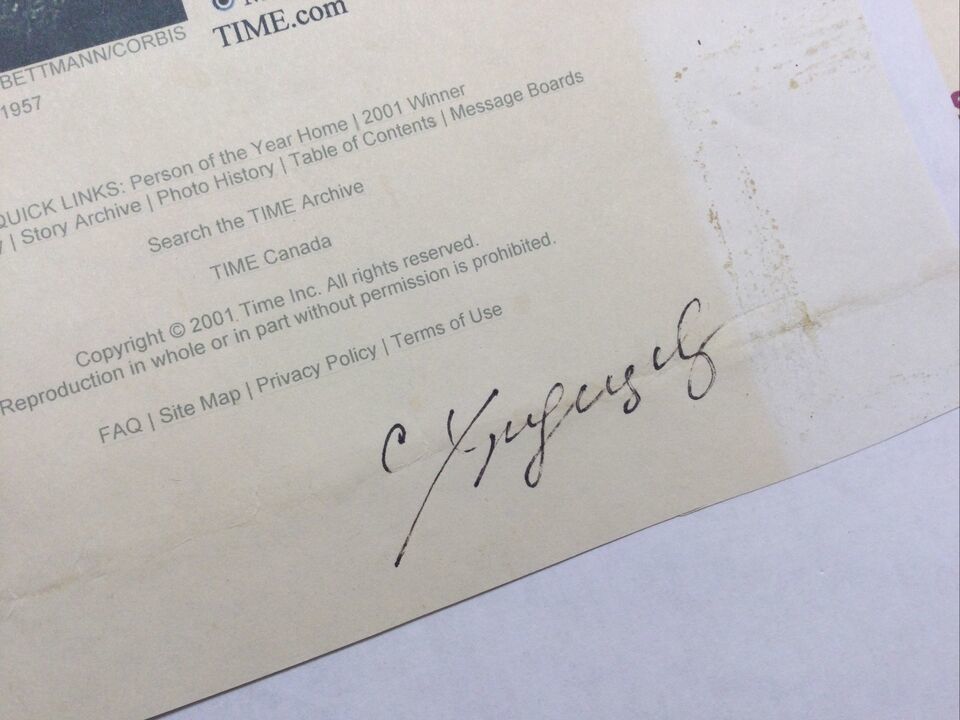 TIME.com
BETTMANN/CORBIS
1957
QUICK LINKS: Person of the Year Home | 2001 Winner
| Story Archive | Photo History | Table of Contents | Message Boards
Search the TIME Archive
TIME Canada
Copyright © 2001 Time Inc. All rights reserved.
Reproduction in whole or in part without permission is prohibited.
FAQ | Site Map | Privacy Policy | Terms of Use
С Хрущев